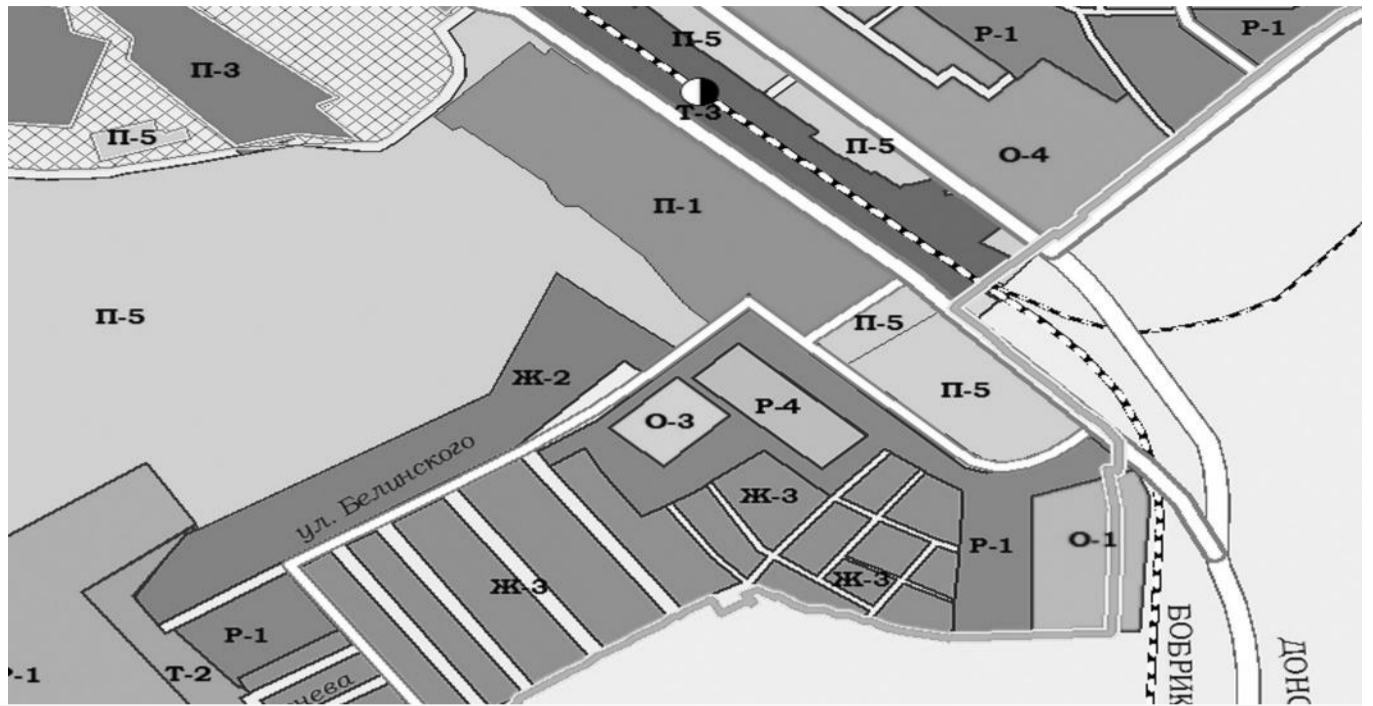 П-5
Р-1
Р-1
П-3
Т-3
П-5
П-5
О-4
П-1
П-5
П-5
Ж-2
П-5
О-3
Р-4
ул. Белинского
Ж-3
Р-1
О-1
Ж-3
Ж-3
Р-1
Т-2
БОБРИК
ДОНС